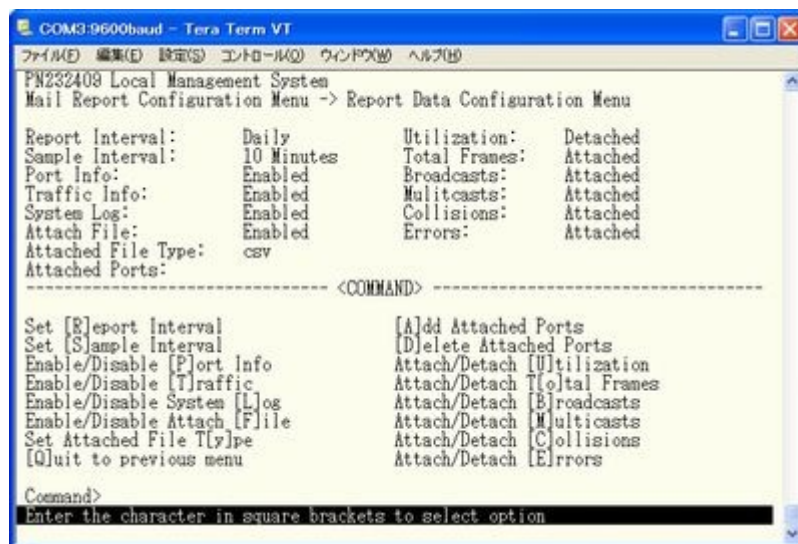 COM3:9600baud - Tera Term VT
ファイル(F) 編集(E) 設定(S) コントロール(O) ウィンドウ(W) ヘルプ(H)
PN232409 Local Management System
Mail Report Configuration Menu -> Report Data Configuration Menu
Report Interval: Daily Utilization: Detached
Sample Interval: 10 Minutes Total Frames: Attached
Port Info: Enabled Broadcasts: Attached
Traffic Info: Enabled Mulitcasts: Attached
System Log: Enabled Collisions: Attached
Attach File: Enabled Errors: Attached
Attached File Type: csv
Attached Ports:
-------------------------------- <COMMAND> -----------------------------------
Set [R]eport Interval [A]dd Attached Ports
Set [S]ample Interval [D]elete Attached Ports
Enable/Disable [P]ort Info Attach/Detach [U]tilization
Enable/Disable [T]raffic Attach/Detach T[o]tal Frames
Enable/Disable System [L]og Attach/Detach [B]roadcasts
Enable/Disable Attach [F]ile Attach/Detach [M]ulticasts
Set Attached File T[y]pe Attach/Detach [C]ollisions
[Q]uit to previous menu Attach/Detach [E]rrors
Command>
Enter the character in square brackets to select option